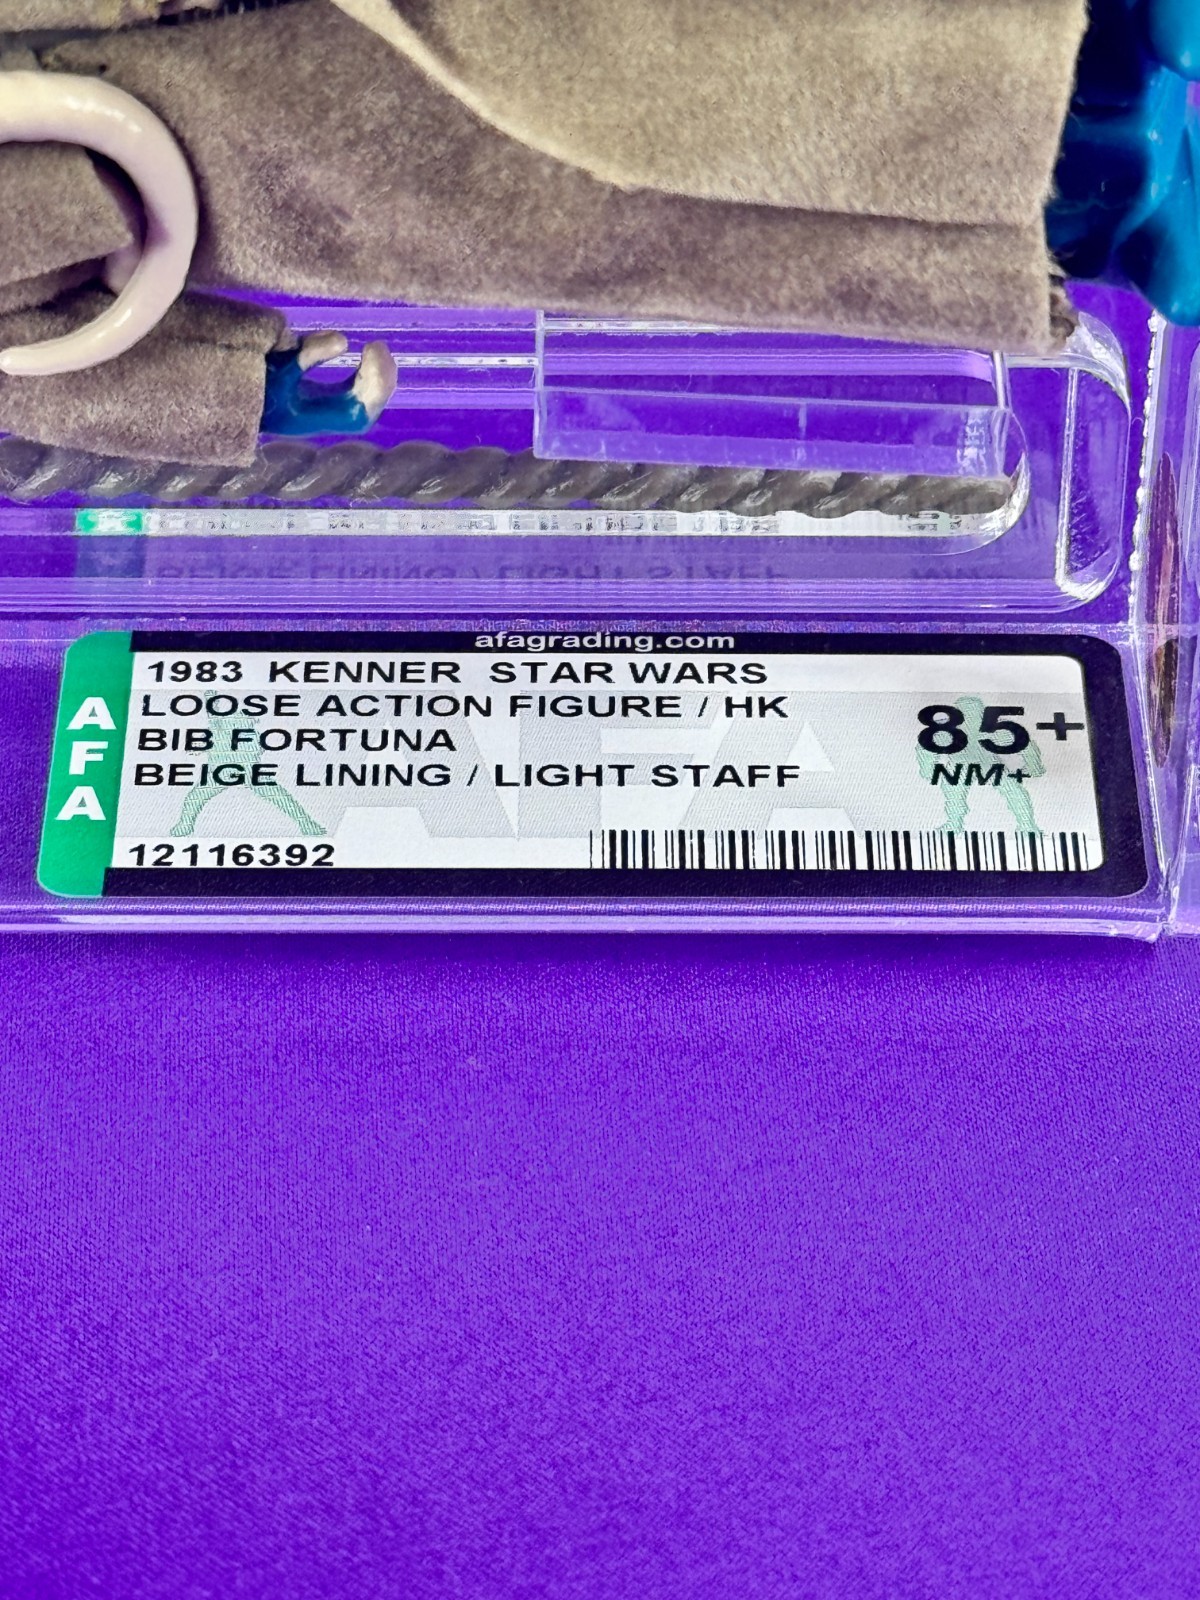 afagrading.com
AFA
1983 KENNER STAR WARS
LOOSE ACTION FIGURE / HK
BIB FORTUNA
BEIGE LINING / LIGHT STAFF
85+
NM+
12116392